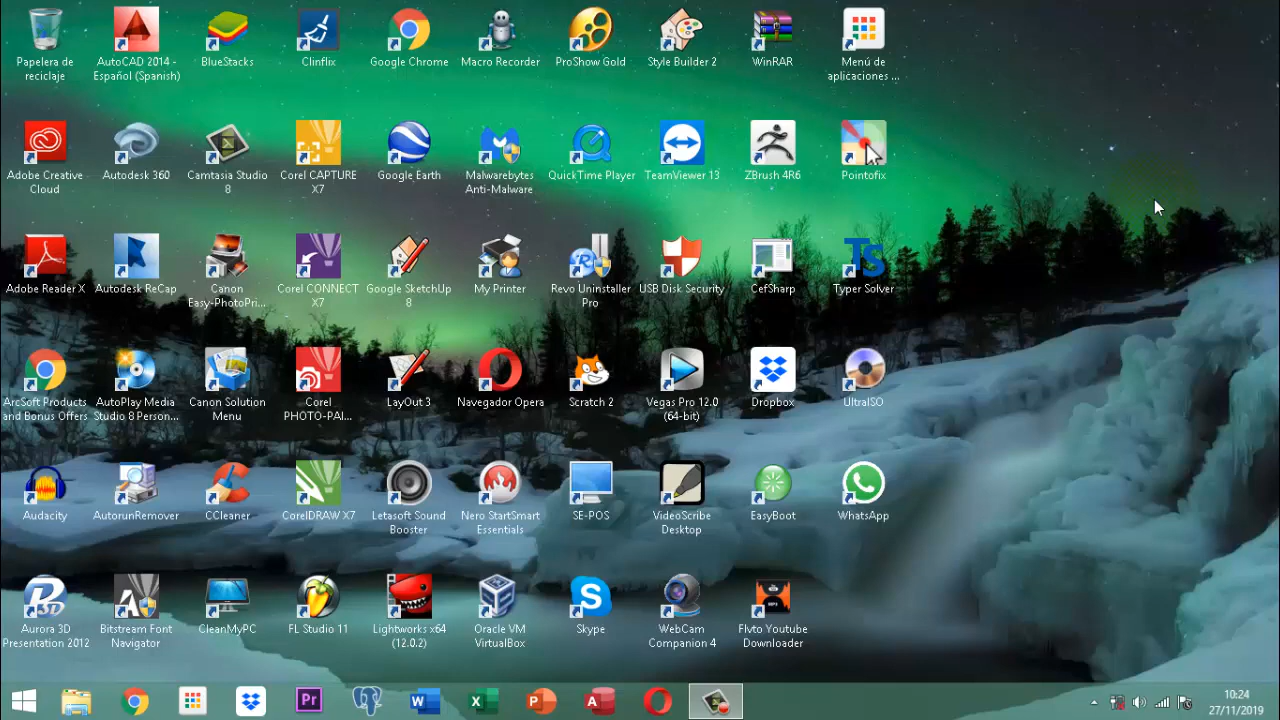 Papelera de
reciclaje
AutoCAD 2014 -
Español (Spanish)
BlueStacks
Clinflix
Google Chrome
Macro Recorder
ProShow Gold
Style Builder 2
WinRAR
Menú de
aplicaciones ...
Adobe Creative
Cloud
Autodesk 360
Camtasia Studio
8
Corel CAPTURE
X7
Google Earth
Malwarebytes
Anti-Malware
QuickTime Player
TeamViewer 13
ZBrush 4R6
Pointofix
Adobe Reader X
Autodesk ReCap
Canon
Easy-PhotoPri...
Corel CONNECT
X7
Google SketchUp
8
My Printer
Revo Uninstaller
Pro
USB Disk Security
CefSharp
TS
Typer Solver
ArcSoft Products
and Bonus Offers
AutoPlay Media
Studio 8 Person...
Canon Solution
Menu
Corel
PHOTO-PAI...
LayOut 3
Navegador Opera
Scratch 2
Vegas Pro 12.0
(64-bit)
Dropbox
UltraISO
Audacity
AutorunRemover
CCleaner
CorelDRAW X7
Letasoft Sound
Booster
Nero StartSmart
Essentials
SE-POS
VideoScribe
Desktop
EasyBoot
WhatsApp
Aurora 3D
Presentation 2012
Bitstream Font
Navigator
CleanMyPC
FL Studio 11
Lightworks x64
(12.0.2)
Oracle VM
VirtualBox
Skype
WebCam
Companion 4
Flvto Youtube
Downloader
Pr
W
X
P
A
10:24
27/11/2019